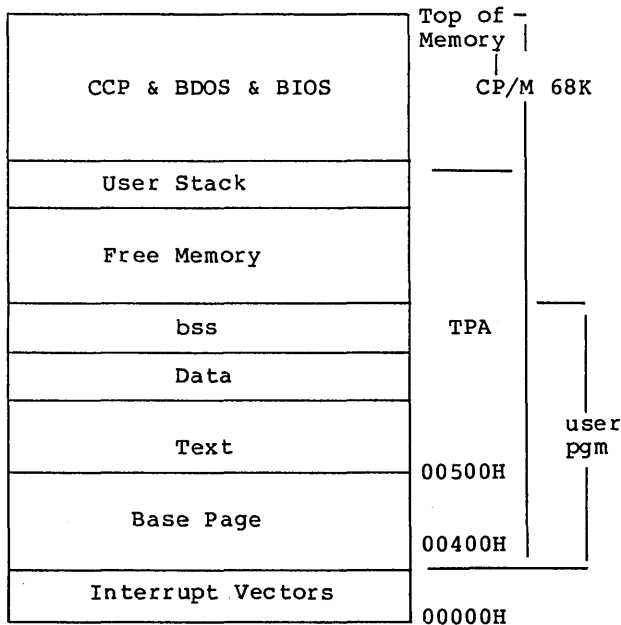 Top of
Memory
CCP & BDOS & BIOS
CP/M 68K
User Stack
Free Memory
bss
TPA
Data
user
pgm
Text
00500H
Base Page
00400H
Interrupt Vectors
00000H